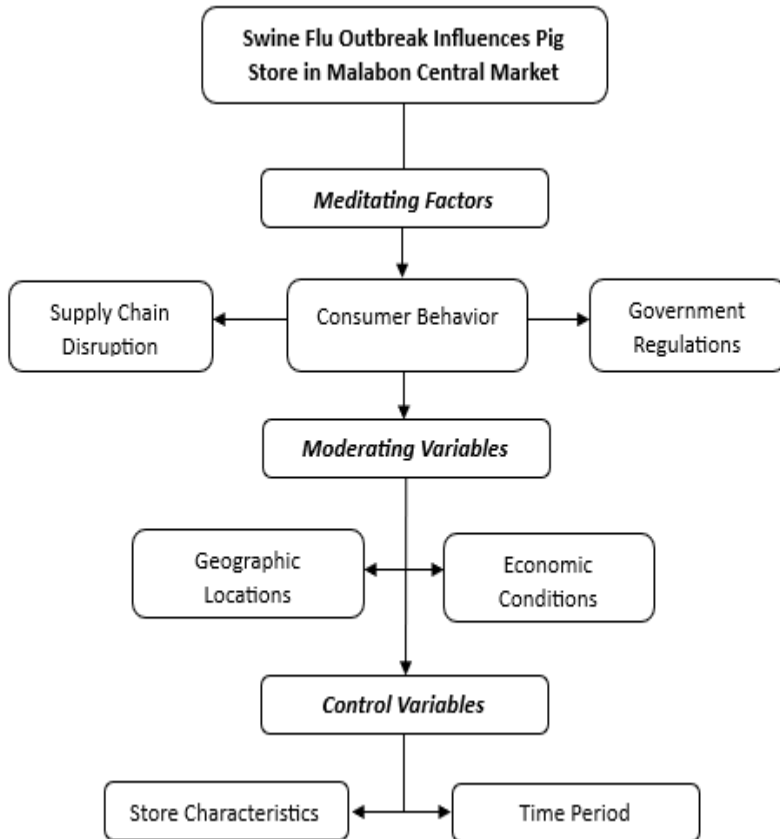 Swine Flu Outbreak Influences Pig
Store in Malabon Central Market
Meditating Factors
Supply Chain
Disruption
Consumer Behavior
Government
Regulations
Moderating Variables
Geographic
Locations
Economic
Conditions
Control Variables
Store Characteristics
Time Period